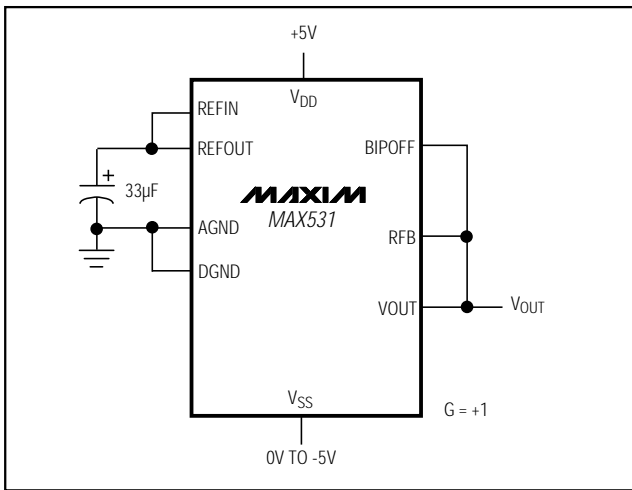 +5V
VDD
REFIN
REFOUT
BIPOFF
+
33µF
MAXIM
MAX531
AGND
RFB
DGND
VOUT
VOUT
VSS
G = +1
0V TO -5V